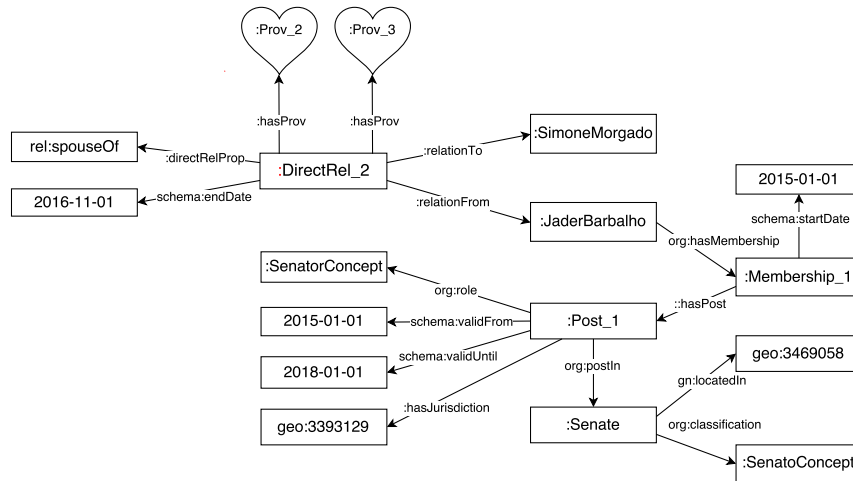 :Prov_2
:Prov_3
:hasProv
:hasProv
:SimoneMorgado
rel:spouseOf
:directRelProp
:relationTo
:DirectRel_2
2015-01-01
2016-11-01
schema:endDate
:relationFrom
schema:startDate
:JaderBarbalho
org:hasMembership
:SenatorConcept
:Membership_1
org:role
::hasPost
2015-01-01
schema:validFrom
:Post_1
schema:validUntil
geo:3469058
2018-01-01
org:postIn
gn:locatedIn
:hasJurisdiction
geo:3393129
:Senate
org:classification
:SenatoConcept